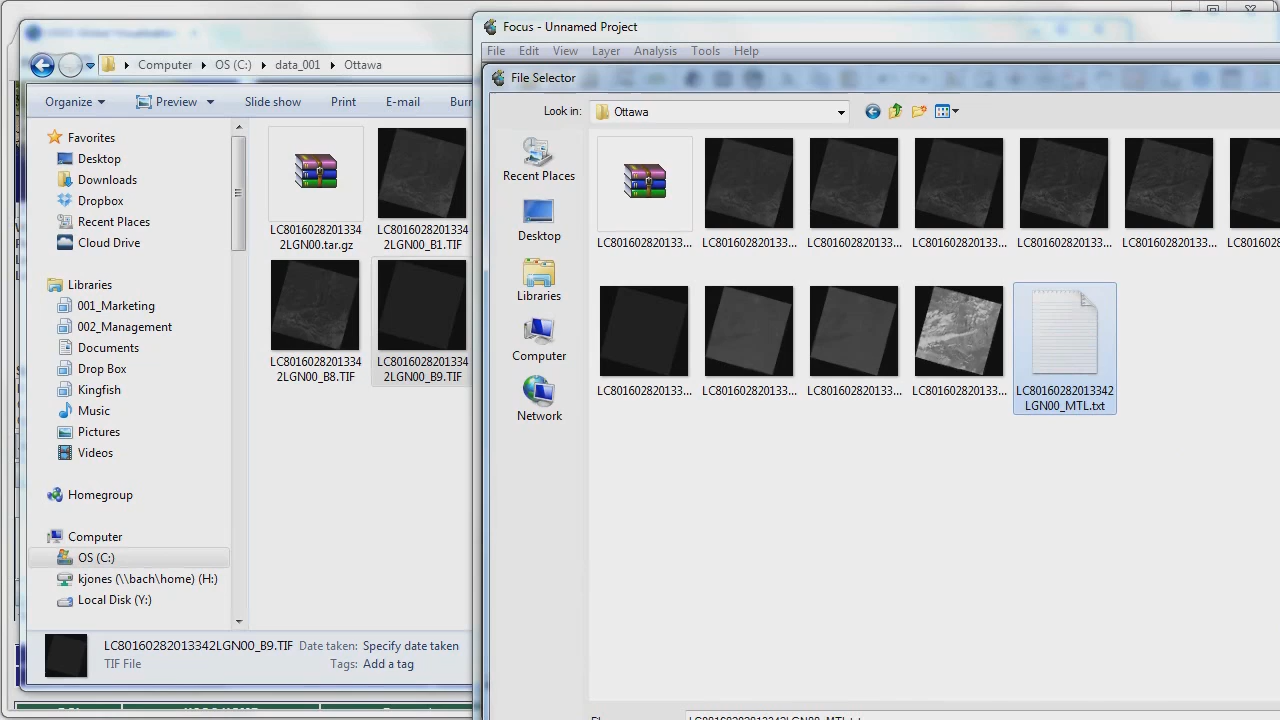 Focus - Unnamed Project
File Edit View Layer Analysis Tools Help
Computer OS (C:) data_001 Ottawa
File Selector
Organize Preview Slide show Print E-mail Burr
Look in: Ottawa
Favorites
Desktop
Downloads
Dropbox
Recent Places
Cloud Drive
Libraries
001_Marketing
002_Management
Documents
Drop Box
Kingfish
Music
Pictures
Videos
Homegroup
Computer
OS (C:)
kjones (\\bach\home) (H:)
Local Disk (Y:)
LC8016028201334
2LGN00.tar.gz
LC8016028201334
2LGN00_B1.TIF
LC8016028201334
2LGN00_B8.TIF
LC8016028201334
2LGN00_B9.TIF
LC80160282013342LGN00_B9.TIF Date taken: Specify date taken
TIF File Tags: Add a tag
Recent Places
Desktop
Libraries
Computer
Network
LC801602820133...
LC801602820133...
LC801602820133...
LC801602820133...
LC801602820133...
LC801602820133...
LC80160282
LC801602820133...
LC801602820133...
LC801602820133...
LC801602820133...
LC80160282013342
LGN00_MTL.txt